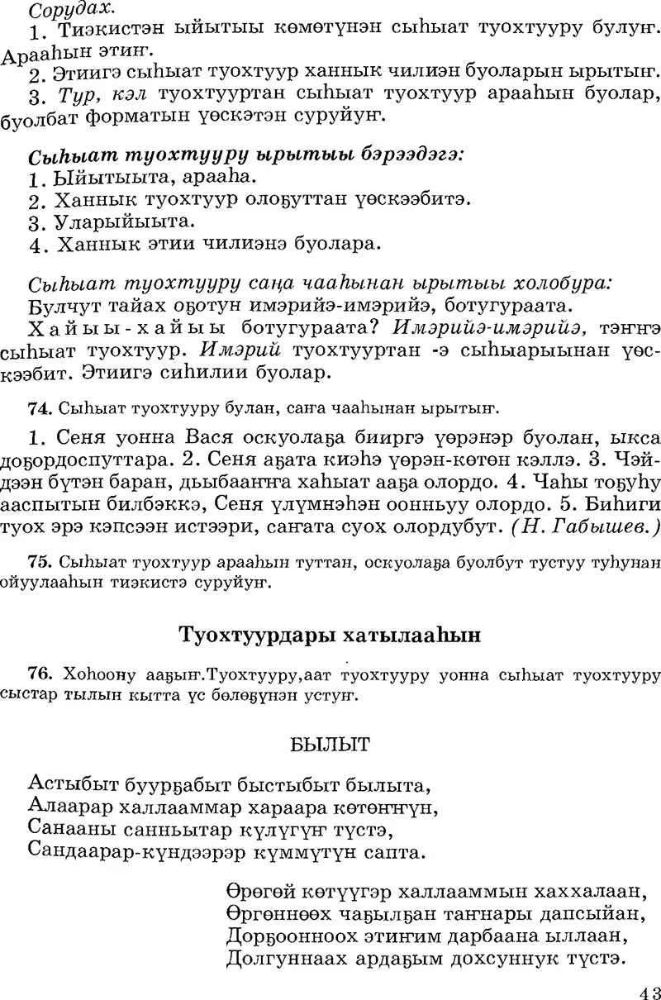 Сорудах.
1. Тиэкистэн ыйытыы көмөтүнэн сыһыат туохтууру булуҥ.
Арааһын этиҥ.
2. Этиигэ сыһыат туохтуур ханнык чилиэн буоларын ырытыҥ.
3. Тур, кэл туохтууртан сыһыат туохтуур арааһын буолар,
буолбат форматын үөскэтэн суруйуҥ.
Сыһыат туохтууру ырытыы бэрээдэгэ:
1. Ыйытыыта, арааһа.
2. Ханнык туохтуур олоҕуттан үөскээбитэ.
3. Уларыйыыта.
4. Ханнык этии чилиэнэ буолара.
Сыһыат туохтууру саҥа чааһынан ырытыы холобура:
Булчут тайах оҕотун имэрийэ-имэрийэ, ботугураата.
Хайыы-хайыы ботугураата? Имэрийэ-имэрийэ, тэҥҥэ
сыһыат туохтуур. Имэрий туохтууртан -э сыһыарыынан үөс-
кээбит. Этиигэ сиһилии буолар.
74. Сыһыат туохтууру булан, саҥа чааһынан ырытыҥ.
1. Сеня уонна Вася оскуолаҕа бииргэ үөрэнэр буолан, ыкса
доҕордоспуттара. 2. Сеня аҕата киэһэ үөрэн-көтөн кэллэ. 3. Чэй-
дээн бүтэн баран, дьыбааҥҥа хаһыат ааҕа олордо. 4. Чаһы тоҕуһу
ааспытын билбэккэ, Сеня үлүмнэһэн оонньуу олордо. 5. Биһиги
туох эрэ кэпсээн истээри, саҥата суох олордубут. (Н. Габышев.)
75. Сыһыат туохтуур арааһын туттан, оскуолаҕа буолбут тустуу туһунан
ойуулааһын тиэкистэ суруйуҥ.
Туохтуурдары хатылааһын
76. Хоһоону ааҕыҥ.Туохтууру,аат туохтууру уонна сыһыат туохтууру
сыстар тылын кытта үс бөлөҕүнэн устуҥ.
БЫЛЫТ
Астыбыт буурҕабыт быстыбыт былыта,
Алаарар халлааммар хараара көтөҥҥүн,
Санааны санньытар күлүгүҥ түстэ,
Сандаарар-күндээрэр күммүтүн сапта.
Өрөгөй көтүүгэр халлааммын хаххалаан,
Өргөннөөх чаҕылҕан таҥнары дапсыйан,
Дорҕоонноох этиҥим дарбаана ыллаан,
Долгуннаах ардаҕым дохсуннук түстэ.
43